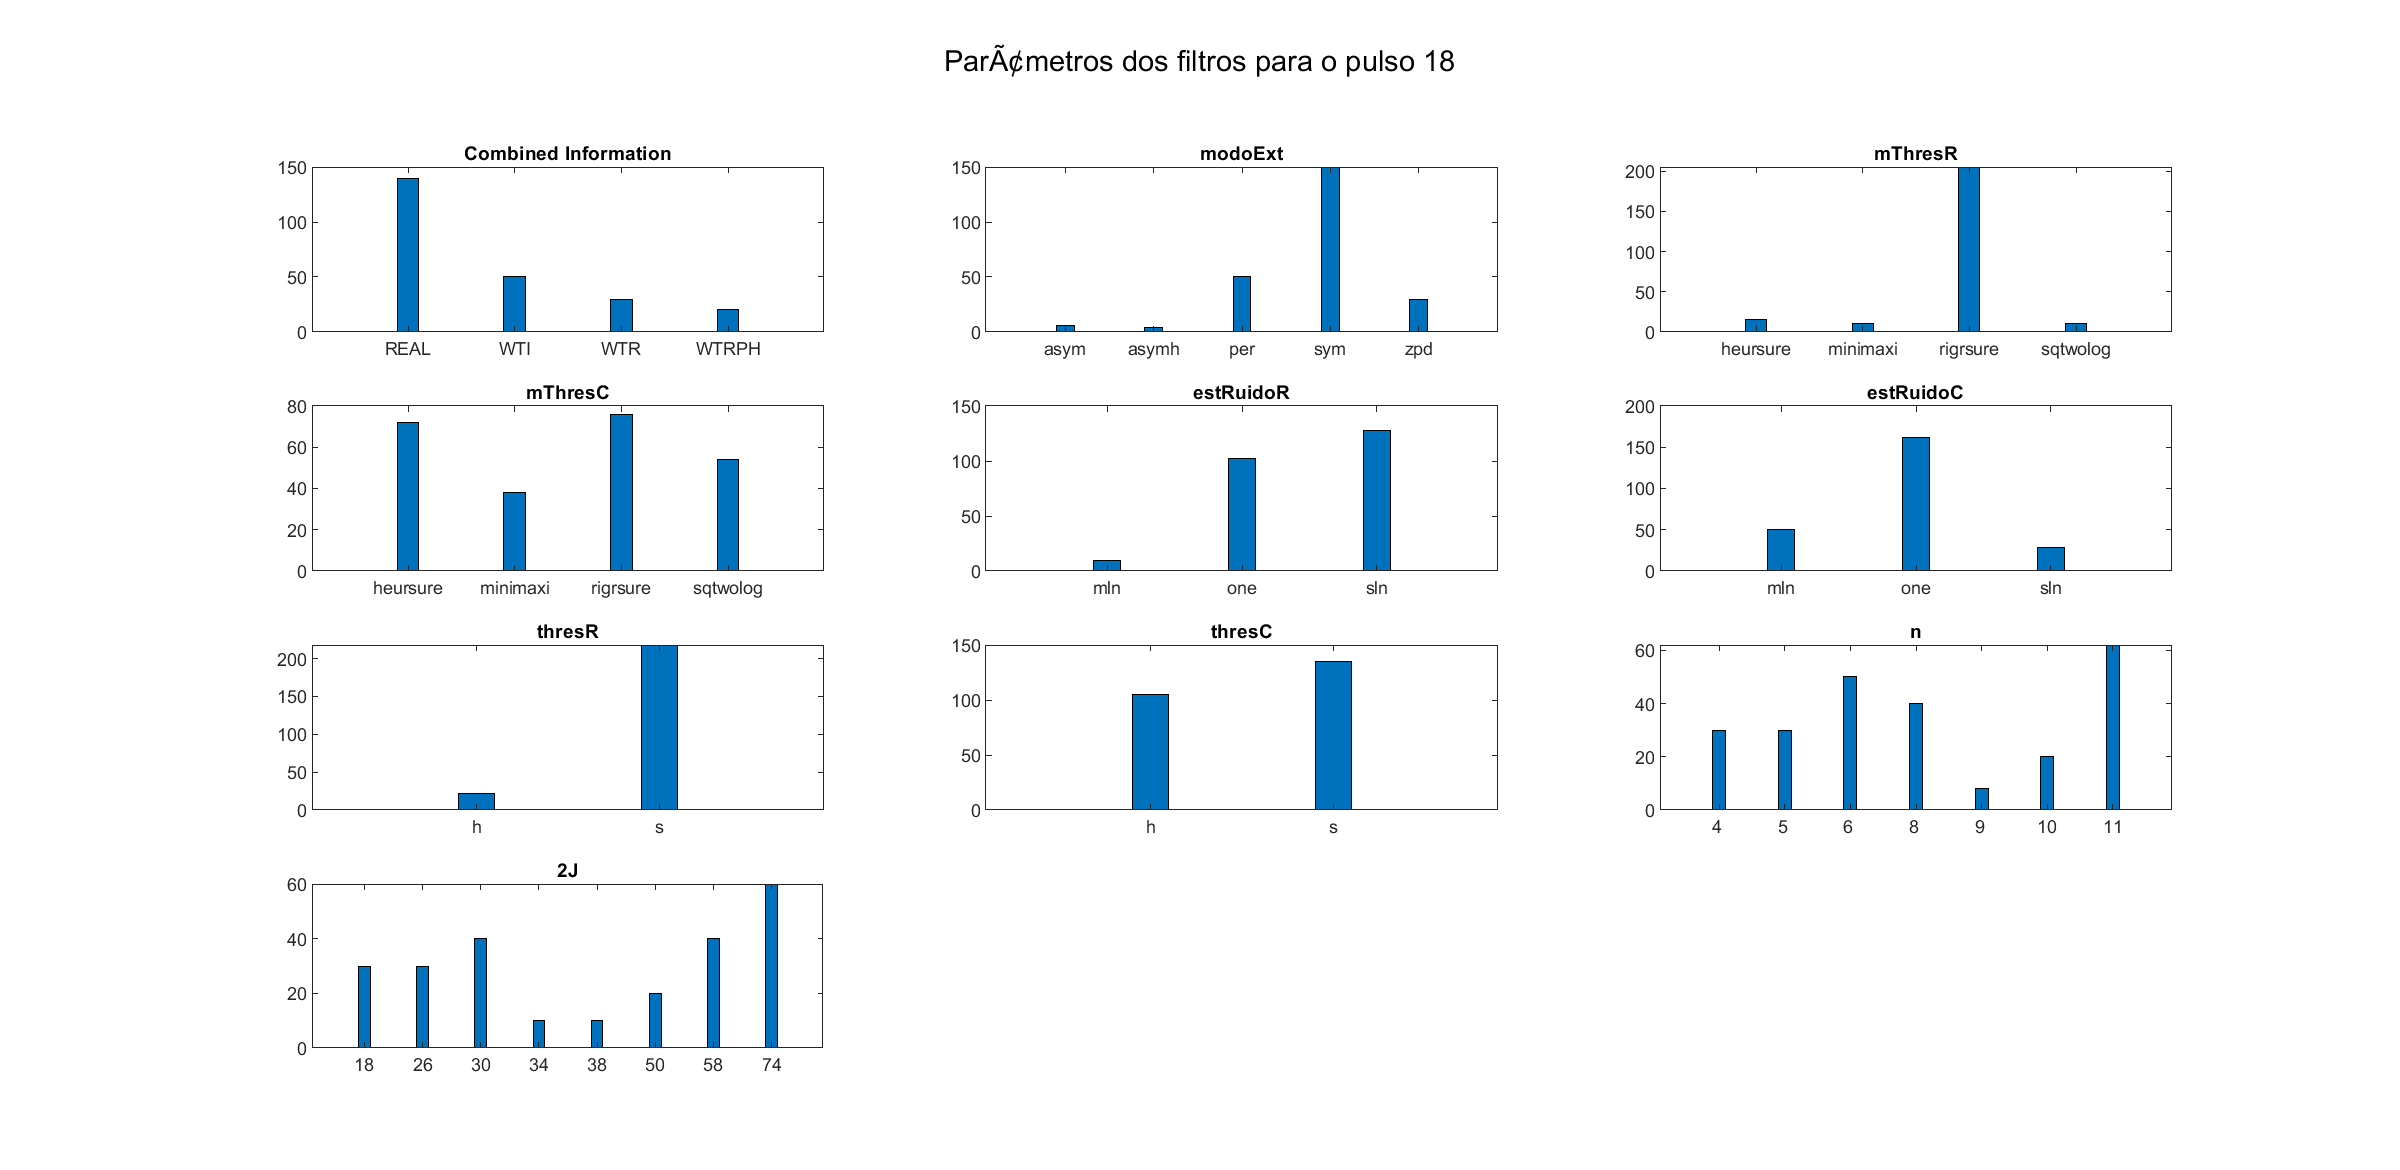 ParÃ¢metros dos filtros para o pulso 18
Combined Information
150
100
50
0
REAL WTI WTR WTRPH
modoExt
150
100
50
0
asym asymh per sym zpd
mThresR
200
150
100
50
0
heursure minimaxi rigrsure sqtwolog
mThresC
80
60
40
20
0
heursure minimaxi rigrsure sqtwolog
estRuidoR
150
100
50
0
mln one sln
estRuidoC
200
150
100
50
0
mln one sln
thresR
200
150
100
50
0
h s
thresC
150
100
50
0
h s
n
60
40
20
0
4 5 6 8 9 10 11
2J
60
40
20
0
18 26 30 34 38 50 58 74